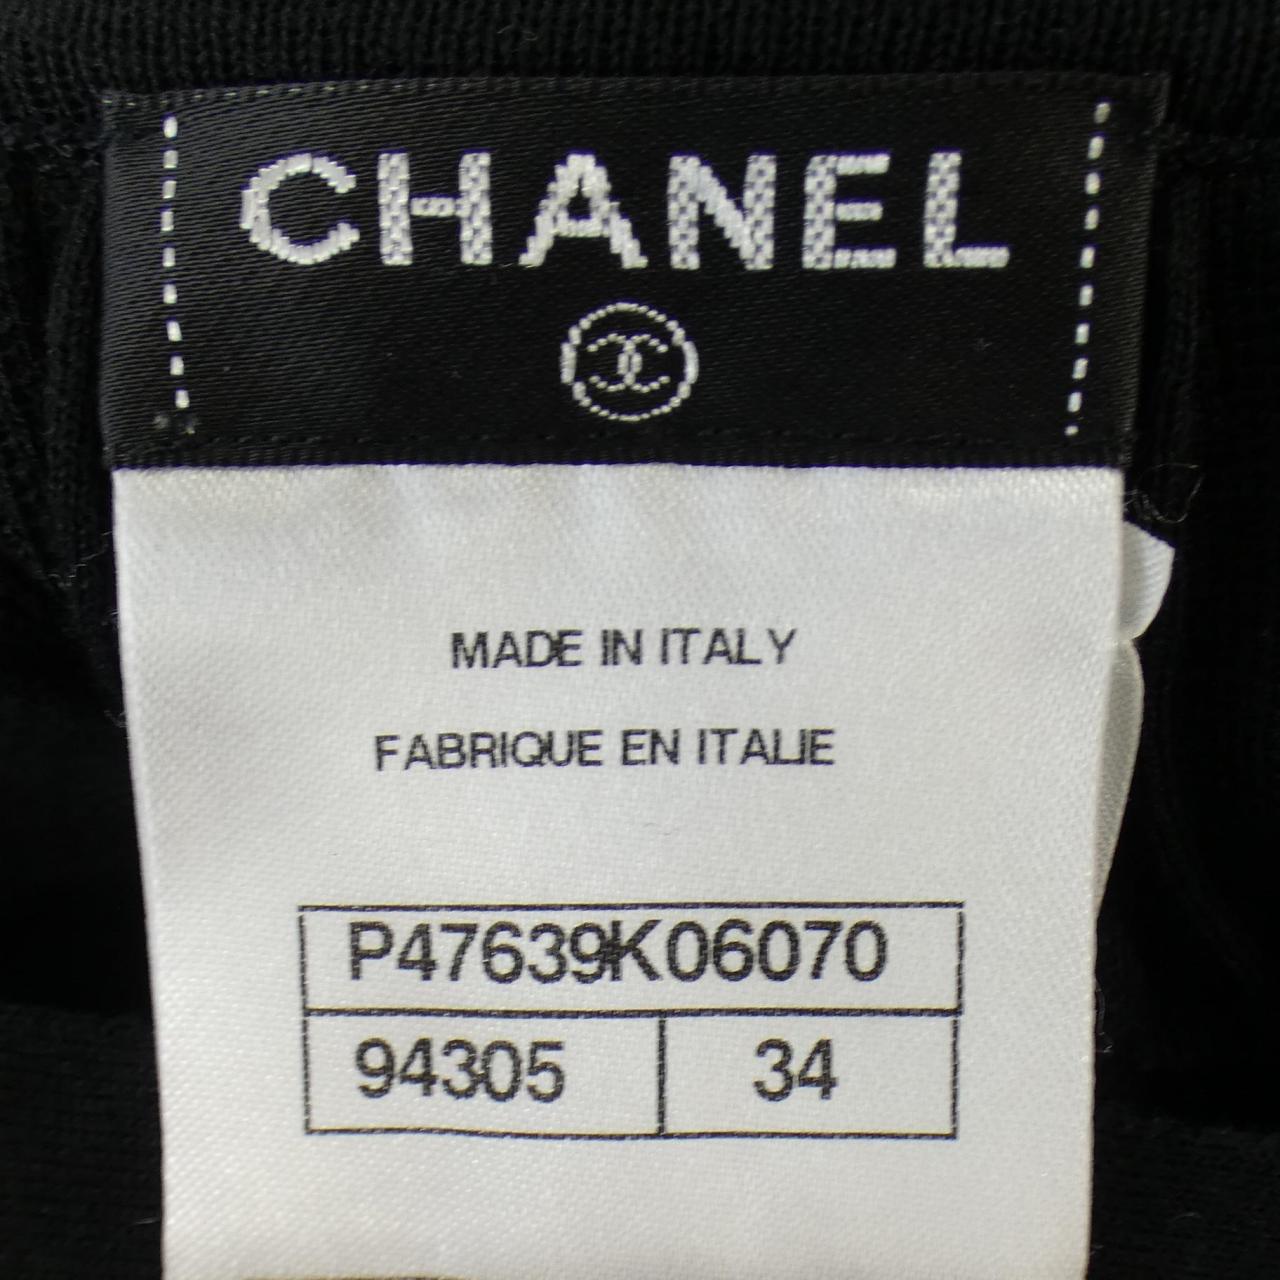 CHANEL
MADE IN ITALY
FABRIQUE EN ITALIE
P47639K06070
94305 34